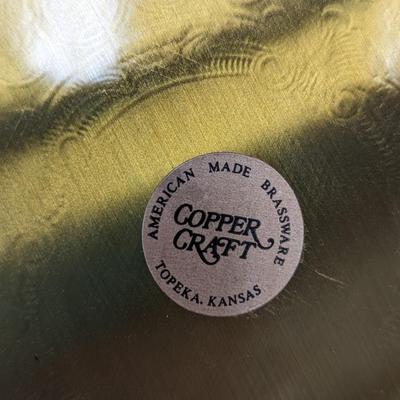 AMERICAN MADE BRASSWARE
COPPER
CRAFT
TOPEKA, KANSAS